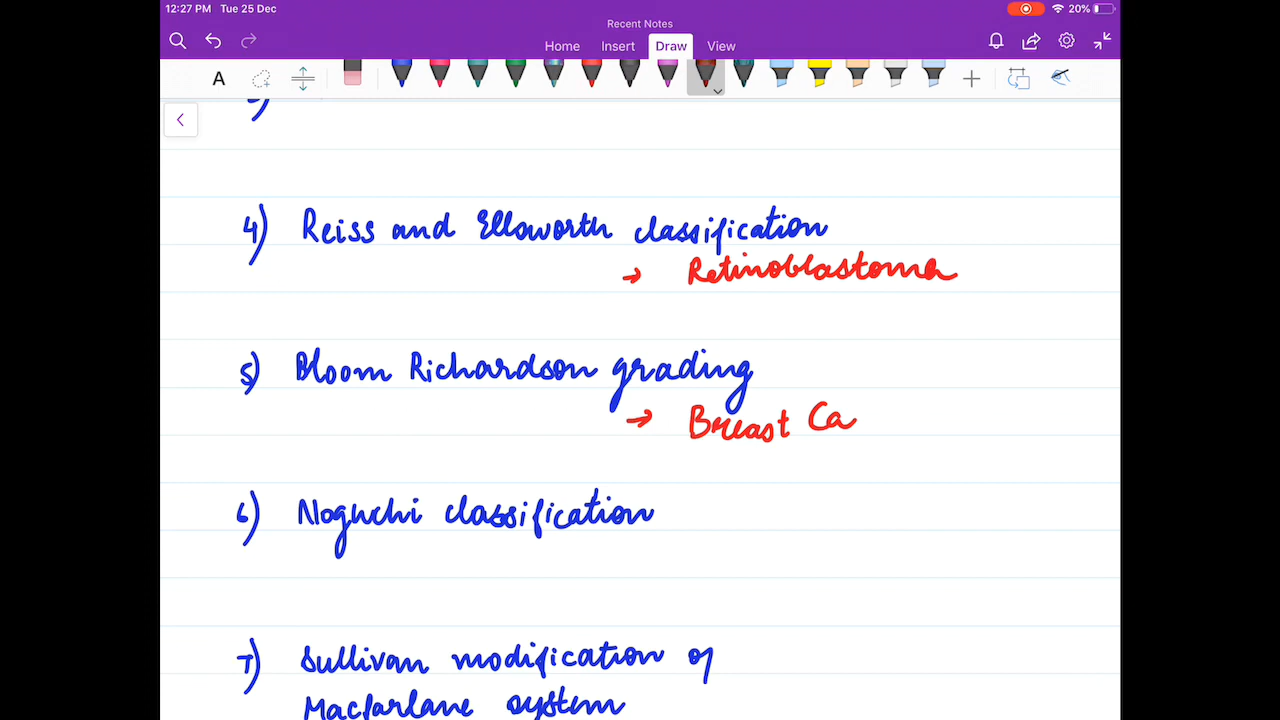 12:27 PM Tue 25 Dec
20%
Recent Notes
Home Insert Draw View
A
4) Reiss and Ellsworth classification
→ Retinoblastoma
5) Bloom Richardson grading
→ Breast Ca
6) Noguchi classification
7) Sullivan modification of
Macfarlane system